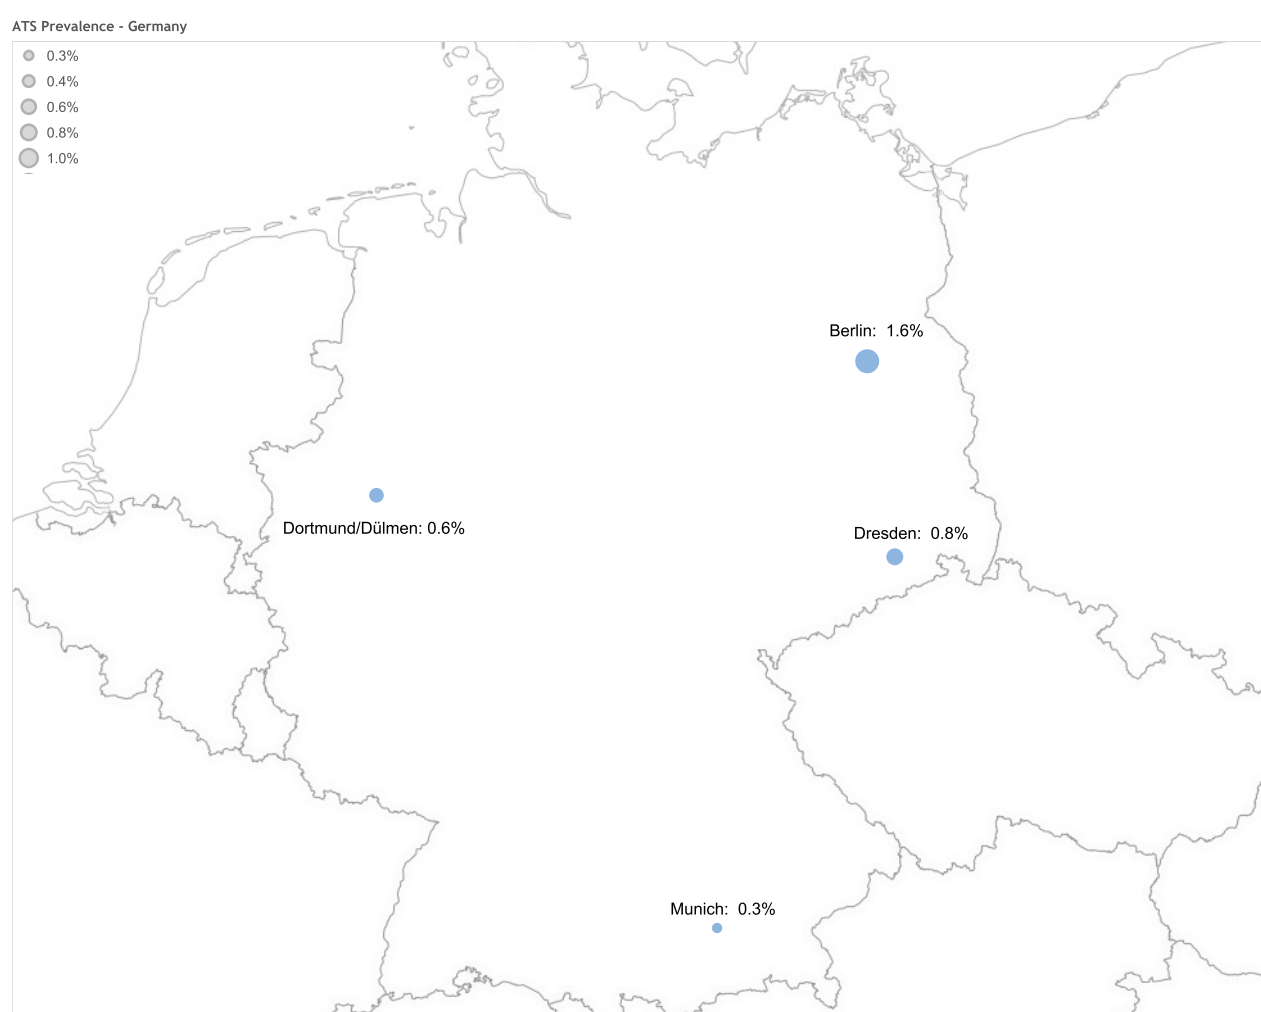 ATS Prevalence - Germany
0.3%
0.4%
0.6%
0.8%
1.0%
Berlin: 1.6%
Dortmund/Dülmen: 0.6%
Dresden: 0.8%
Munich: 0.3%